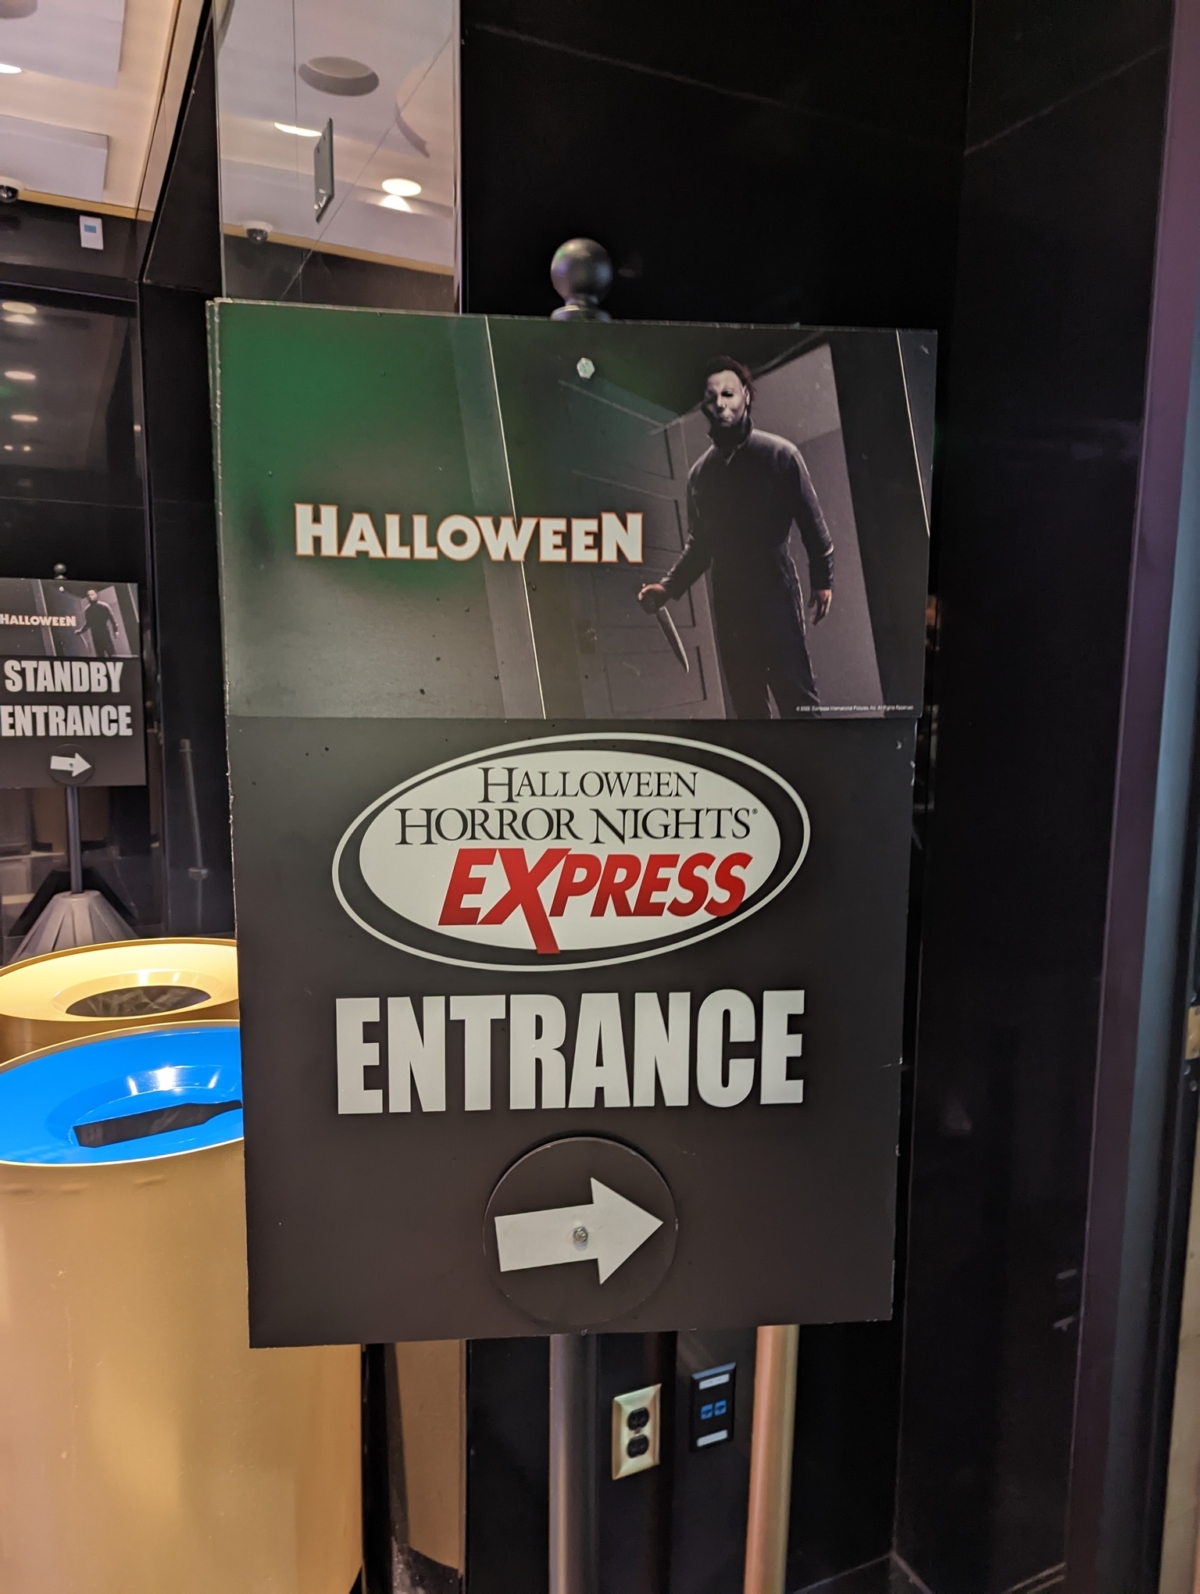 HALLOWEEN
HALLOWEEN
HORROR NIGHTS®
EXPRESS
ENTRANCE
HALLOWEEN
STANDBY
ENTRANCE